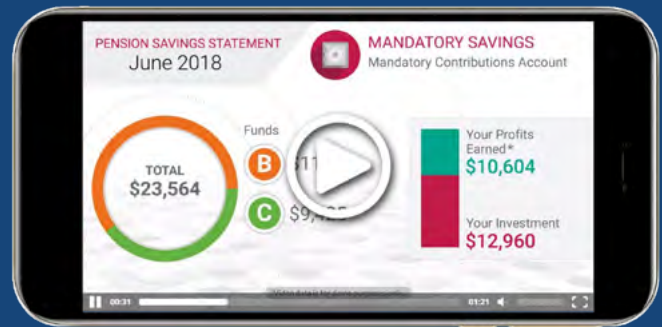 PENSION SAVINGS STATEMENT
June 2018
MANDATORY SAVINGS
Mandatory Contributions Account
TOTAL
$23,564
Funds
B
C
Your Profits
Earned*
$10,604
Your Investment
$12,960
00:31
01:21